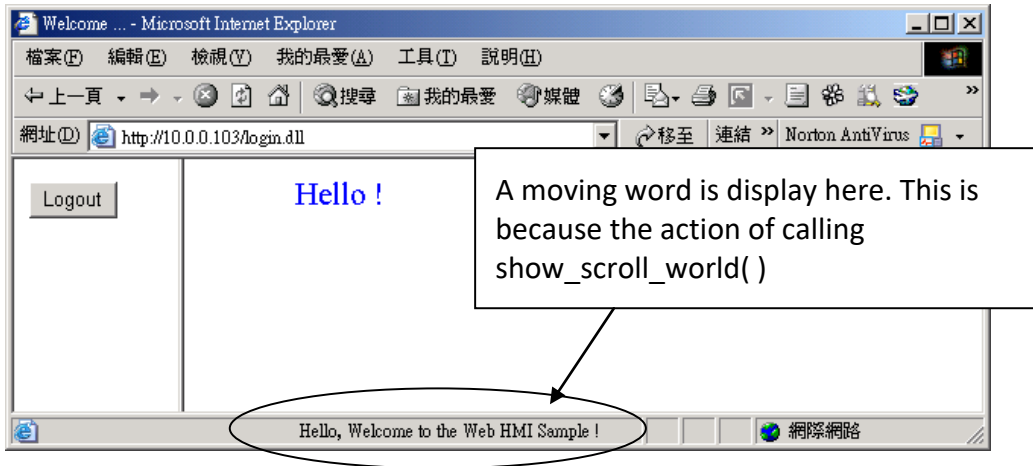 Welcome ... - Microsoft Internet Explorer
檔案(F) 編輯(E) 檢視(V) 我的最愛(A) 工具(T) 說明(H)
上一頁 搜尋 我的最愛 媒體 »
網址(D) http://10.0.0.103/login.dll 移至 連結 » Norton AntiVirus
Logout
Hello !
A moving word is display here. This is
because the action of calling
show_scroll_world( )
Hello, Welcome to the Web HMI Sample !
網際網路